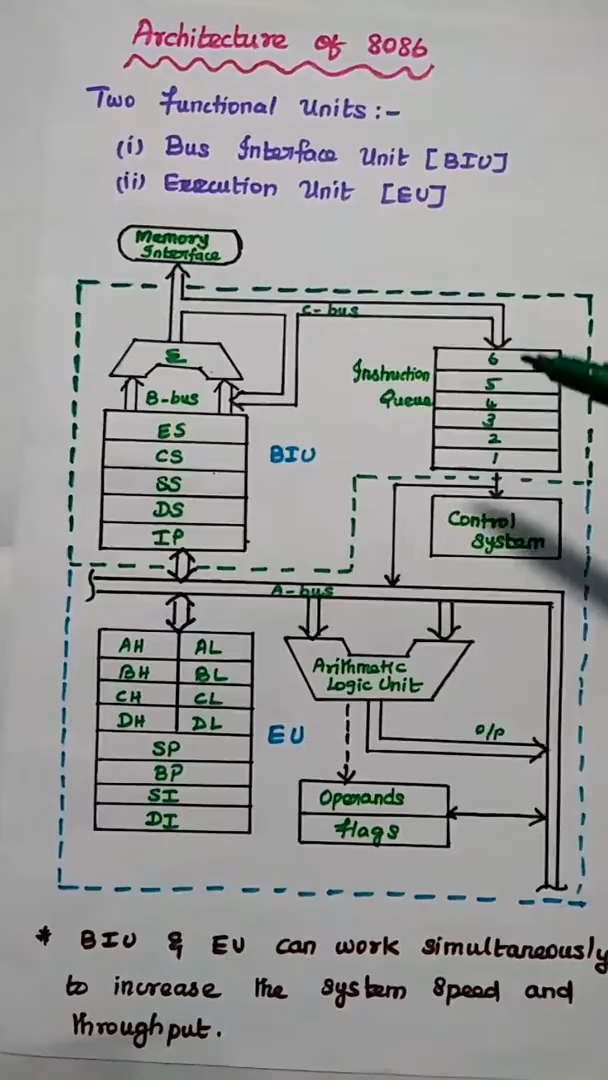 Architecture of 8086
Two Functional Units :-
(i) Bus Interface Unit [BIU]
(ii) Execution Unit [EU]
Memory
Interface
C-bus
Σ
B-bus
Instruction
Queue
6
5
4
3
2
1
ES
CS
SS
DS
IP
BIU
Control
System
A-bus
AH AL
BH BL
CH CL
DH DL
SP
BP
SI
DI
EU
Arithmatic
Logic Unit
O/P
Operands
flags
* BIU & EU can work simultaneously
to increase the system speed and
throughput.